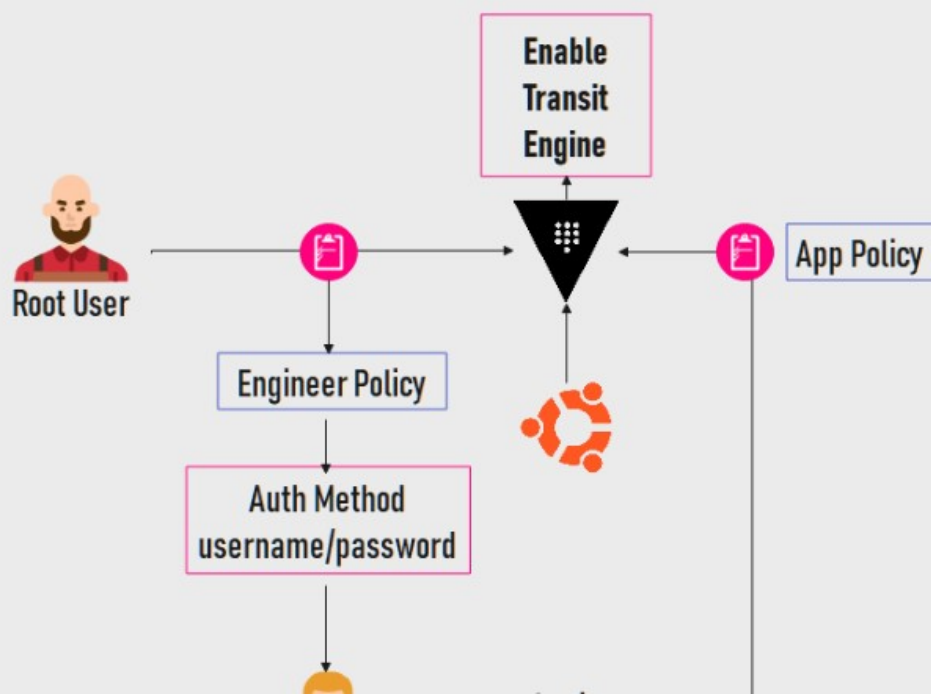 Enable
Transit
Engine
Root User
App Policy
Engineer Policy
Auth Method
username/password